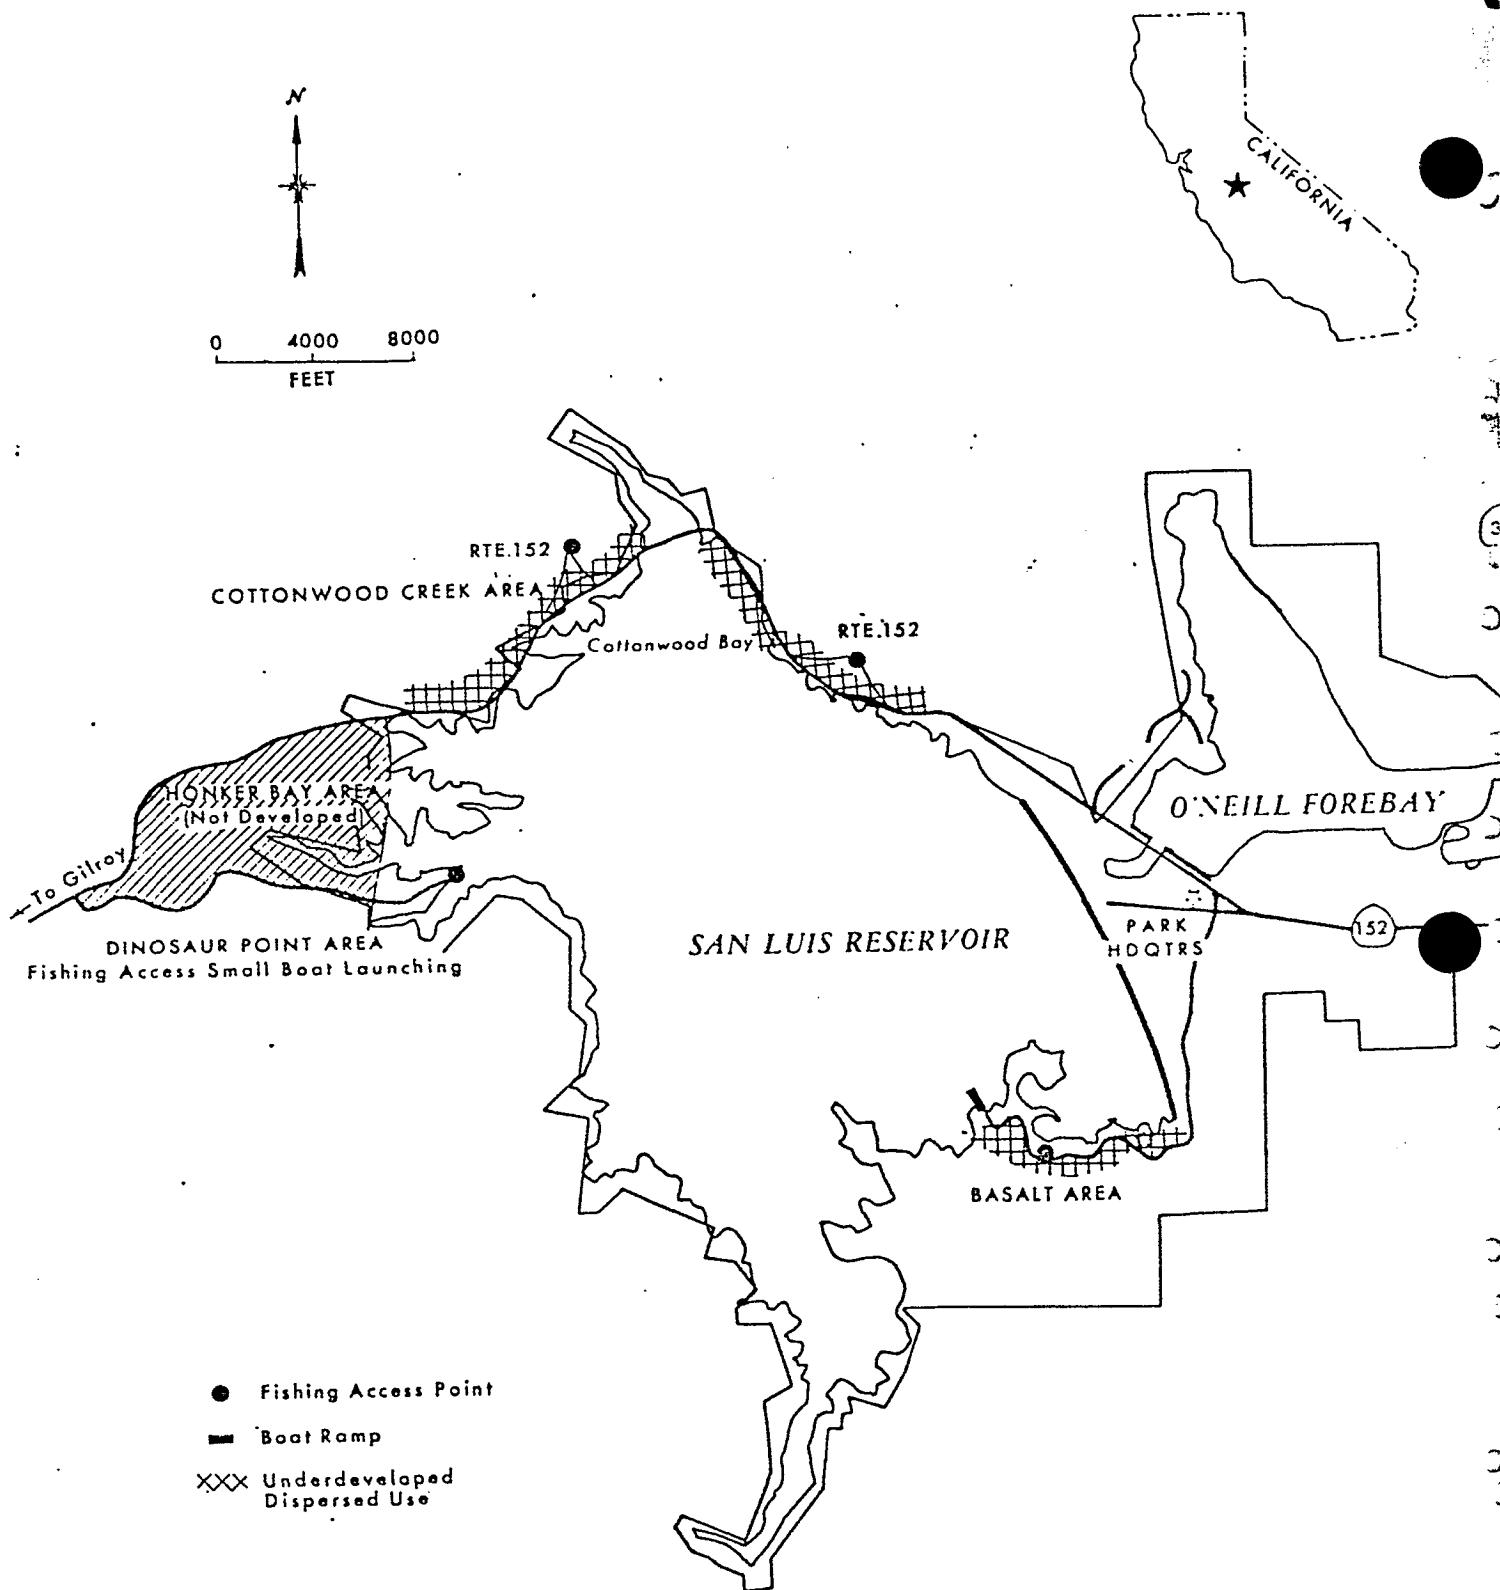 N
CALIFORNIA
0 4000 8000
FEET
RTE.152
COTTONWOOD CREEK AREA
RTE.152
Cottonwood Bay
HONKER BAY AREA
(Not Developed)
O'NEILL FOREBAY
To Gilroy
PARK
HDQTRS
152
SAN LUIS RESERVOIR
DINOSAUR POINT AREA
Fishing Access Small Boat Launching
BASALT AREA
Fishing Access Point
Boat Ramp
XXX Underdeveloped
Dispersed Use